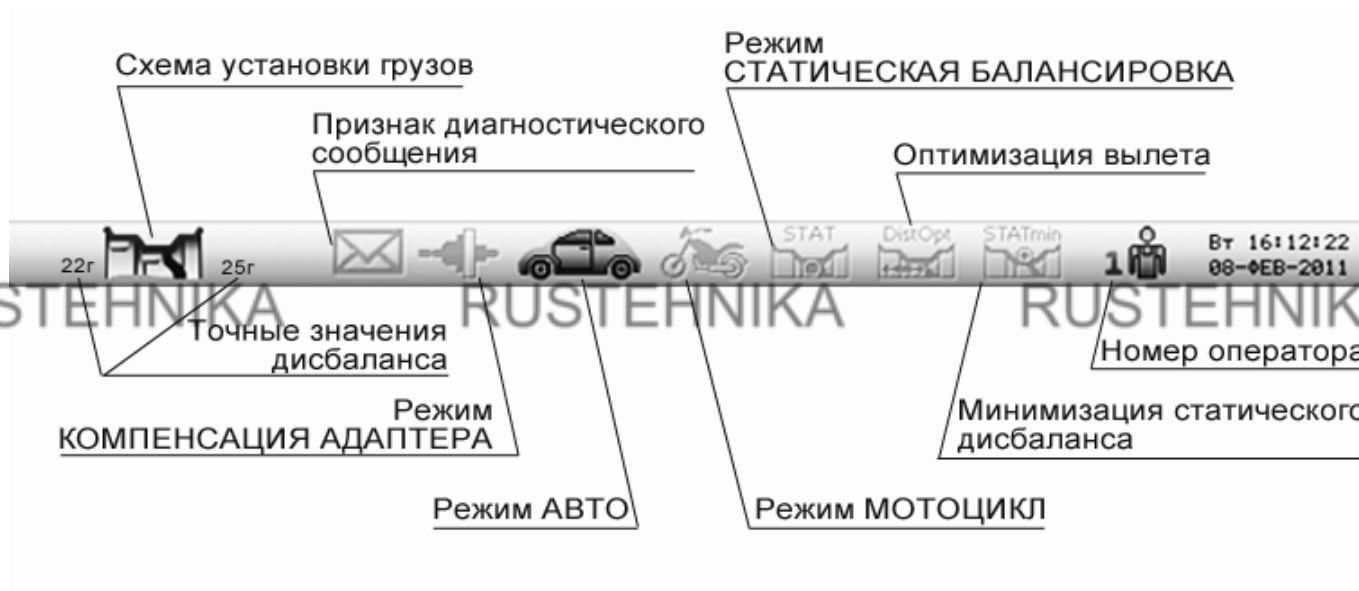 Режим
СТАТИЧЕСКАЯ БАЛАНСИРОВКА
Схема установки грузов
Признак диагностического
сообщения
Оптимизация вылета
STAT
DistOpt
STATmin
22г
25г
1
Вт 16:12:22
08-ФЕВ-2011
STEHNIKA
RUSTEHNIKA
RUSTEHNIK
Точные значения
дисбаланса
Номер оператора
Режим
КОМПЕНСАЦИЯ АДАПТЕРА
Минимизация статического
дисбаланса
Режим АВТО
Режим МОТОЦИКЛ